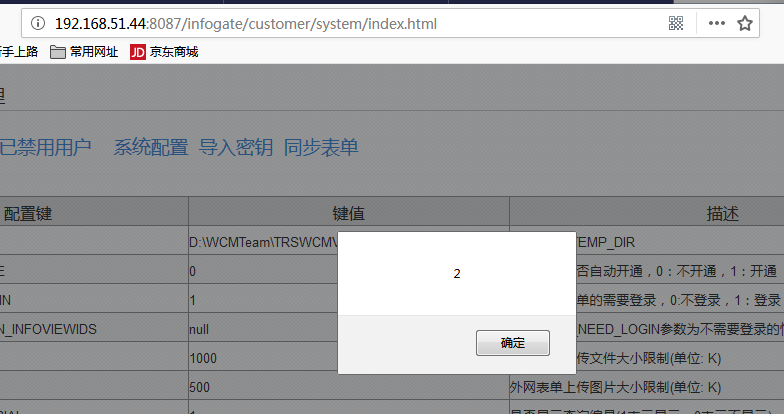 192.168.51.44:8087/infogate/customer/system/index.html
新手上路 常用网址 JD 京东商城
理
已禁用用户 系统配置 导入密钥 同步表单
配置键 键值 描述
D:\WCMTeam\TRSWCMV EMP_DIR
E 0 否自动开通，0：不开通，1：开通
IN 1 单的需要登录，0:不登录，1：登录
N_INFOVIEWIDS null _NEED_LOGIN参数为不需要登录的
1000 传文件大小限制(单位: K)
500 外网表单上传图片大小限制(单位: K)
2
确定